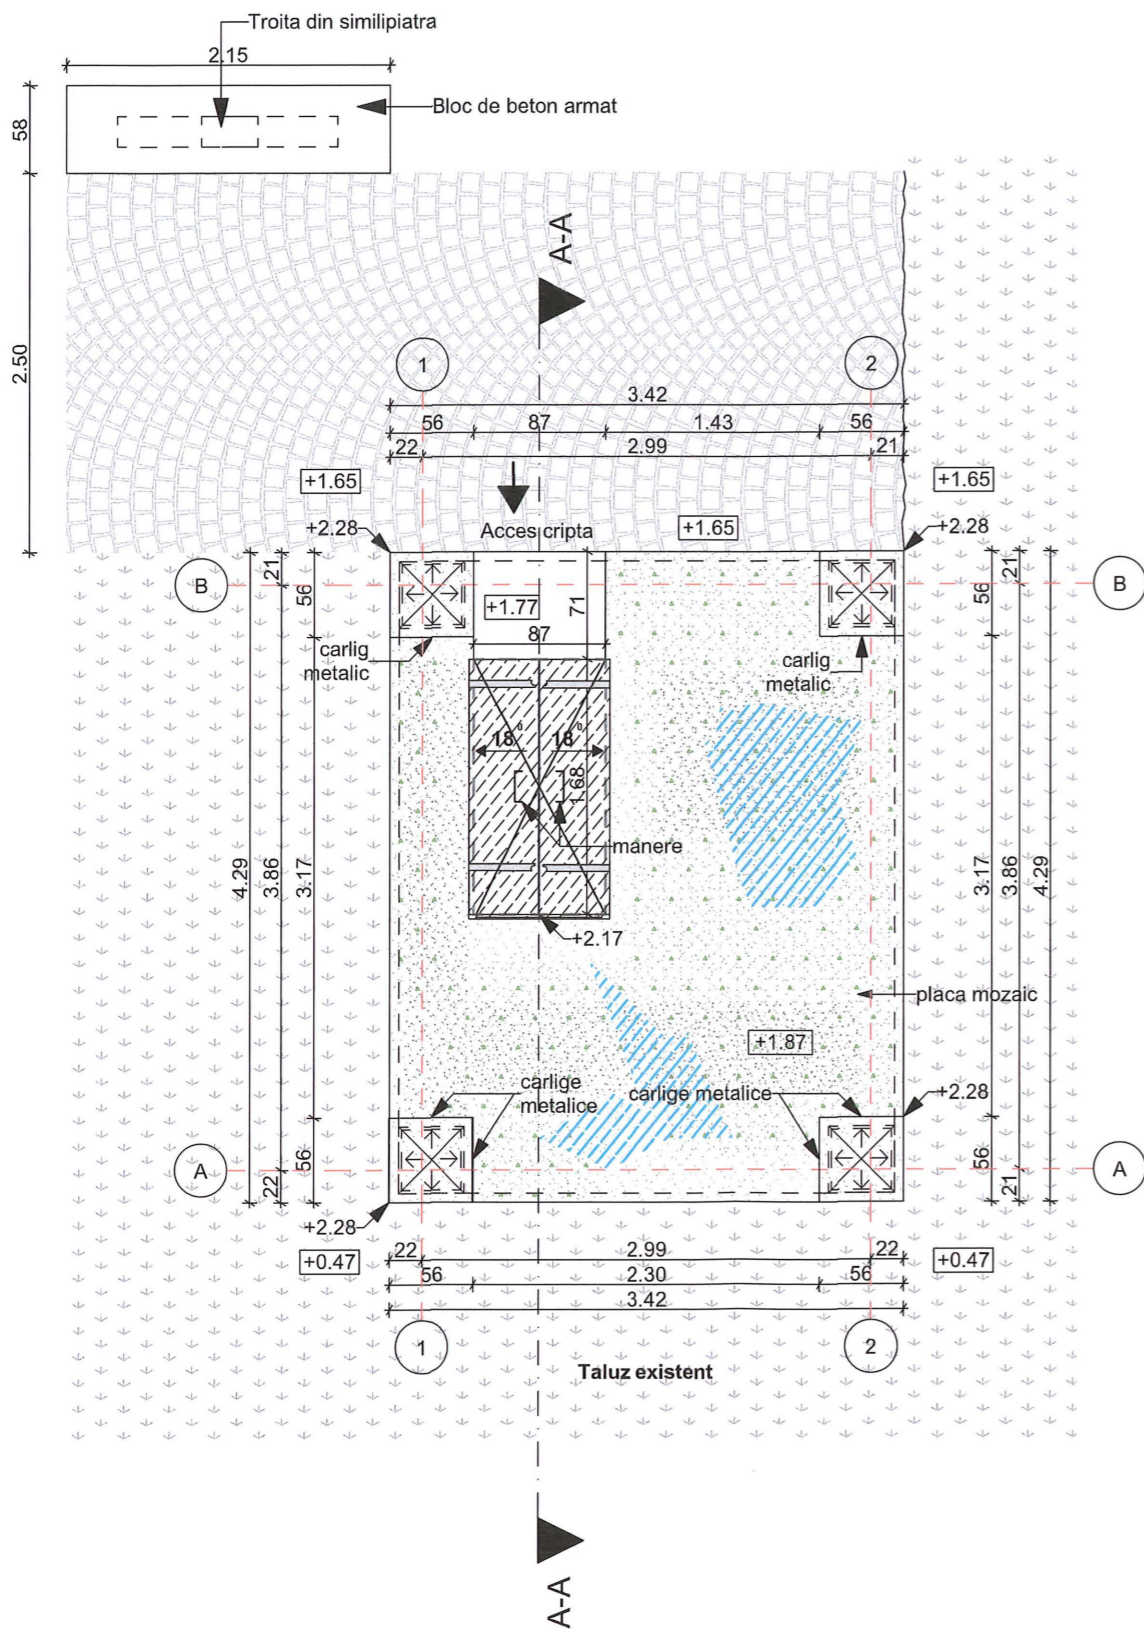 Troita din similipiatra
2.15
Bloc de beton armat
58
2.50
A-A
1
2
3.42
56 87 1.43 56
22 2.99 21
+1.65
+1.65
+2.28
Acces cripta
+1.65
+2.28
B
21
56
+1.77
71
87
21
56
B
carlig
metalic
carlig
metalic
18°
18°
1.68
manere
4.29
3.86
3.17
3.17
3.86
4.29
+2.17
placa mozaic
+1.87
carlige
metalice
carlige metalice
+2.28
A
56
22
56
21
A
+2.28
+0.47
22 2.99 22
+0.47
56 2.30 56
3.42
1
2
Taluz existent
A-A